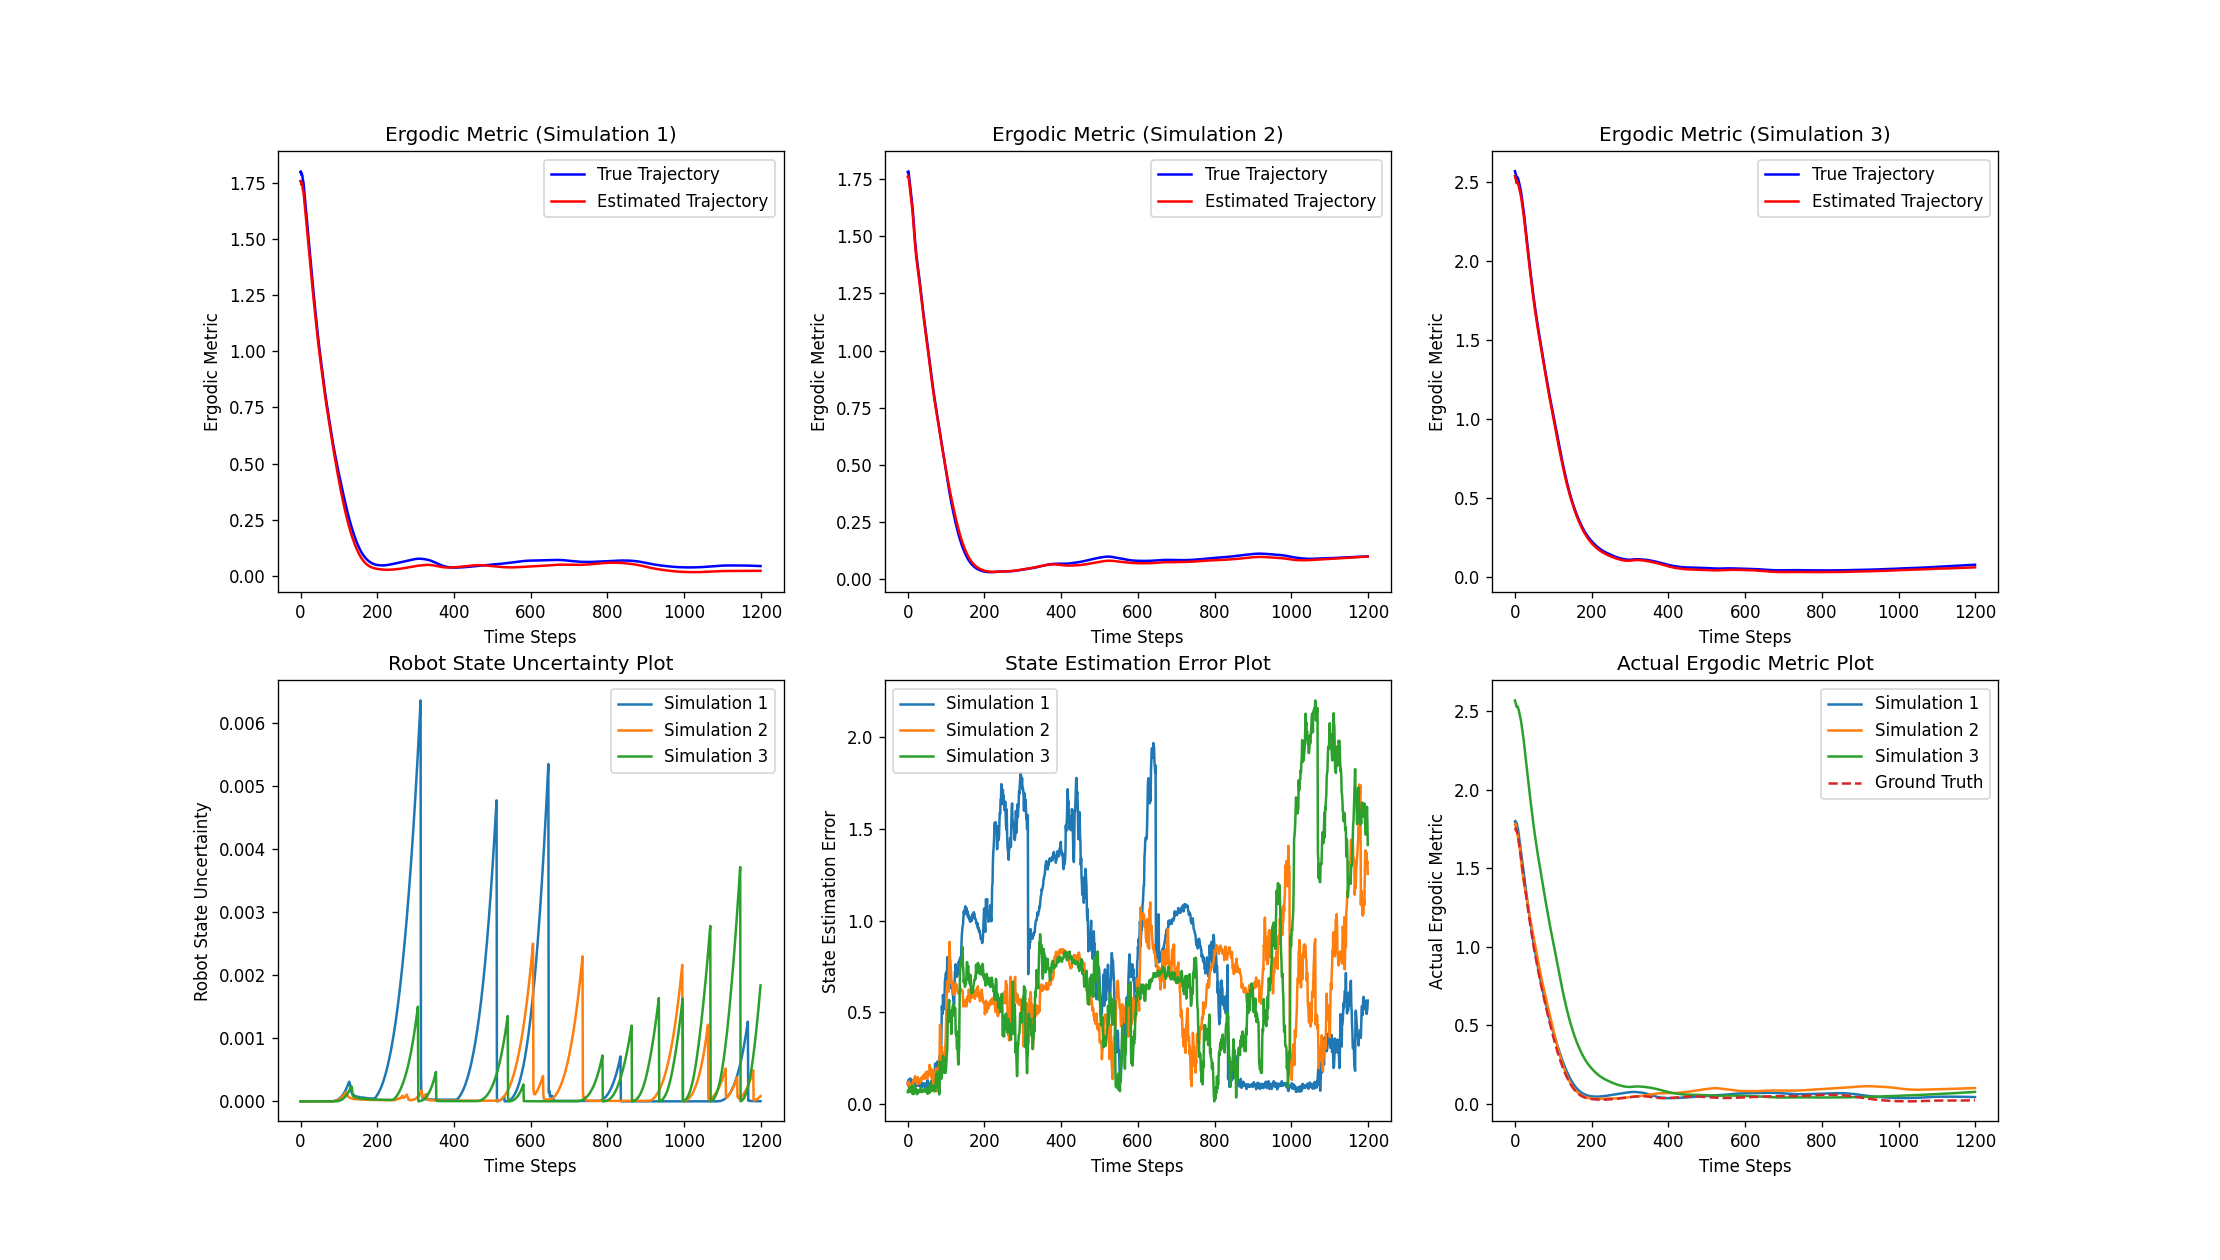 Ergodic Metric (Simulation 1)
Ergodic Metric
1.75
1.50
1.25
1.00
0.75
0.50
0.25
0.00
True Trajectory
Estimated Trajectory
0 200 400 600 800 1000 1200
Time Steps
Ergodic Metric (Simulation 2)
Ergodic Metric
1.75
1.50
1.25
1.00
0.75
0.50
0.25
0.00
True Trajectory
Estimated Trajectory
0 200 400 600 800 1000 1200
Time Steps
Ergodic Metric (Simulation 3)
Ergodic Metric
2.5
2.0
1.5
1.0
0.5
0.0
True Trajectory
Estimated Trajectory
0 200 400 600 800 1000 1200
Time Steps
Robot State Uncertainty Plot
Robot State Uncertainty
0.006
0.005
0.004
0.003
0.002
0.001
0.000
Simulation 1
Simulation 2
Simulation 3
0 200 400 600 800 1000 1200
Time Steps
State Estimation Error Plot
State Estimation Error
2.0
1.5
1.0
0.5
0.0
Simulation 1
Simulation 2
Simulation 3
0 200 400 600 800 1000 1200
Time Steps
Actual Ergodic Metric Plot
Actual Ergodic Metric
2.5
2.0
1.5
1.0
0.5
0.0
Simulation 1
Simulation 2
Simulation 3
Ground Truth
0 200 400 600 800 1000 1200
Time Steps